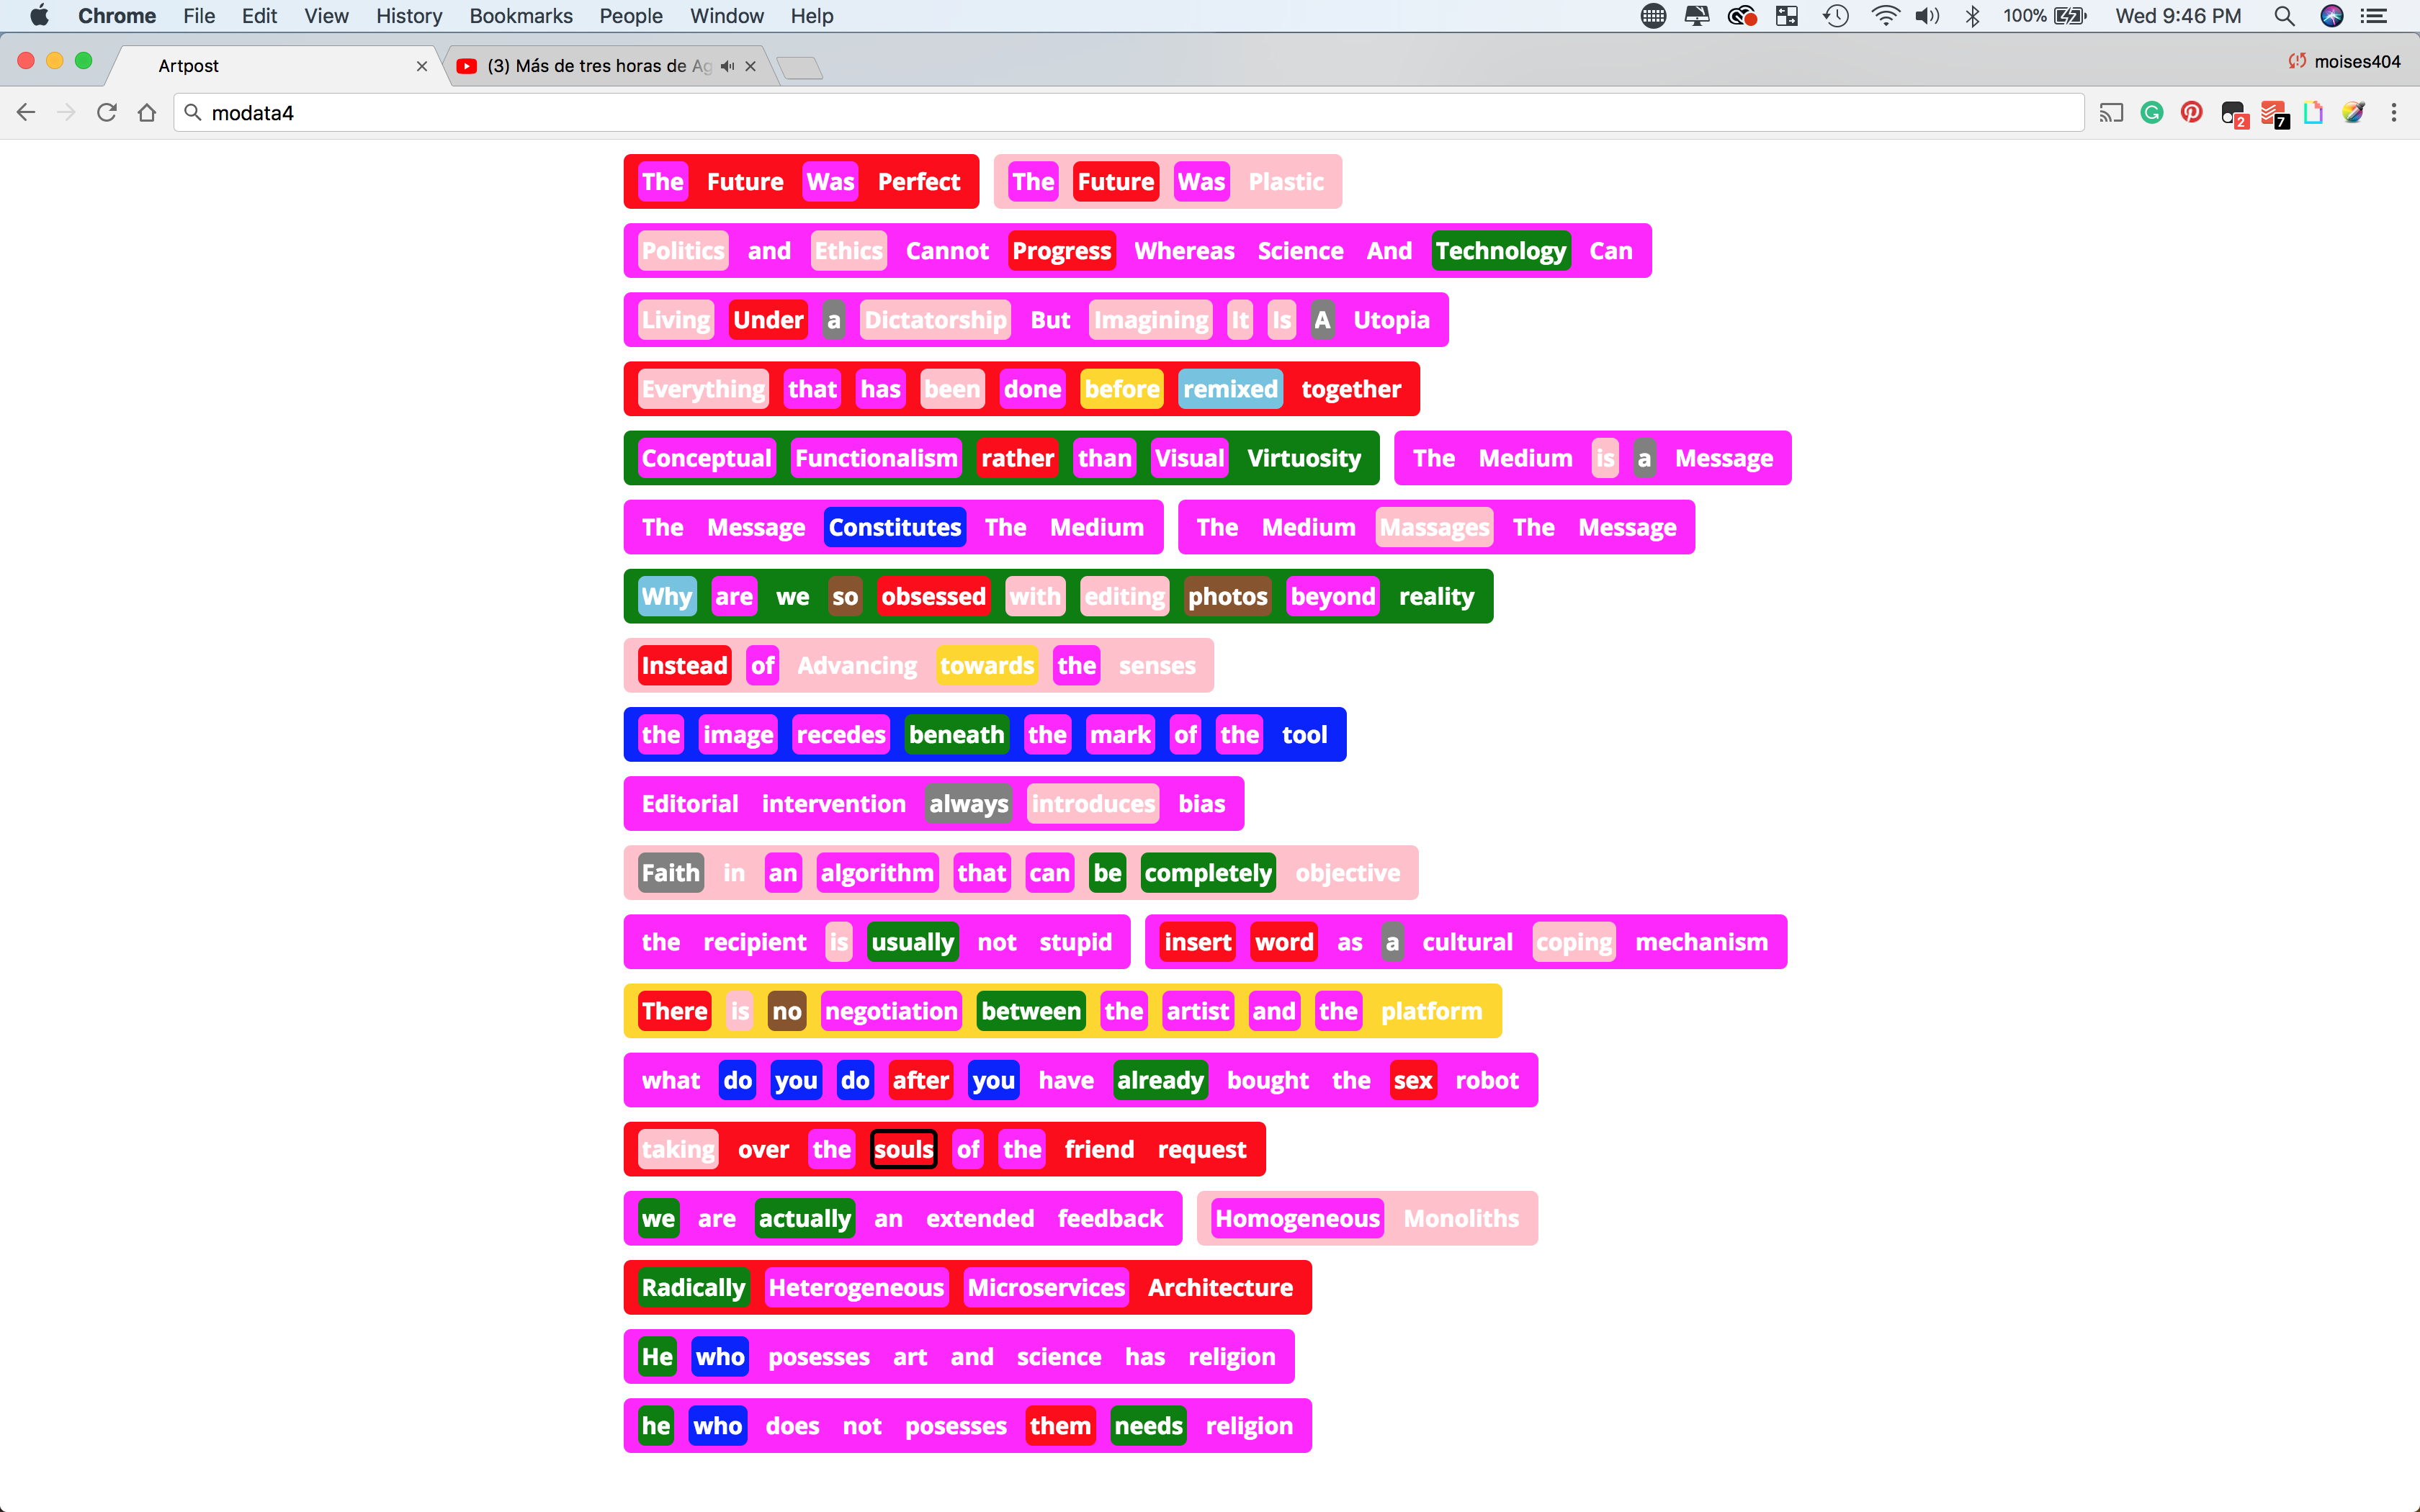 Chrome File Edit View History Bookmarks People Window Help 100% Wed 9:46 PM
Artpost (3) Más de tres horas de Ag moises404
modata4 2 7
The Future Was Perfect The Future Was Plastic
Politics and Ethics Cannot Progress Whereas Science And Technology Can
Living Under a Dictatorship But Imagining It Is A Utopia
Everything that has been done before remixed together
Conceptual Functionalism rather than Visual Virtuosity The Medium is a Message
The Message Constitutes The Medium The Medium Massages The Message
Why are we so obsessed with editing photos beyond reality
Instead of Advancing towards the senses
the image recedes beneath the mark of the tool
Editorial intervention always introduces bias
Faith in an algorithm that can be completely objective
the recipient is usually not stupid insert word as a cultural coping mechanism
There is no negotiation between the artist and the platform
what do you do after you have already bought the sex robot
taking over the souls of the friend request
we are actually an extended feedback Homogeneous Monoliths
Radically Heterogeneous Microservices Architecture
He who posesses art and science has religion
he who does not posesses them needs religion